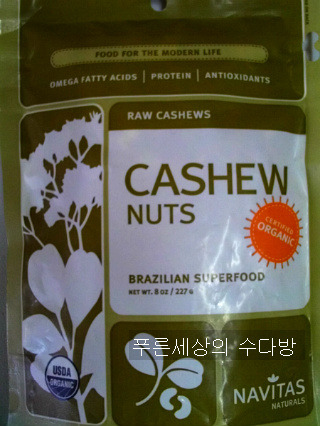 FOOD FOR THE MODERN LIFE
OMEGA FATTY ACIDS | PROTEIN | ANTIOXIDANTS
RAW CASHEWS
CASHEW
NUTS
CERTIFIED
ORGANIC
BRAZILIAN SUPERFOOD
NET WT. 8 OZ / 227 G
푸른세상의 수다방
USDA
ORGANIC
NAVITAS
NATURALS